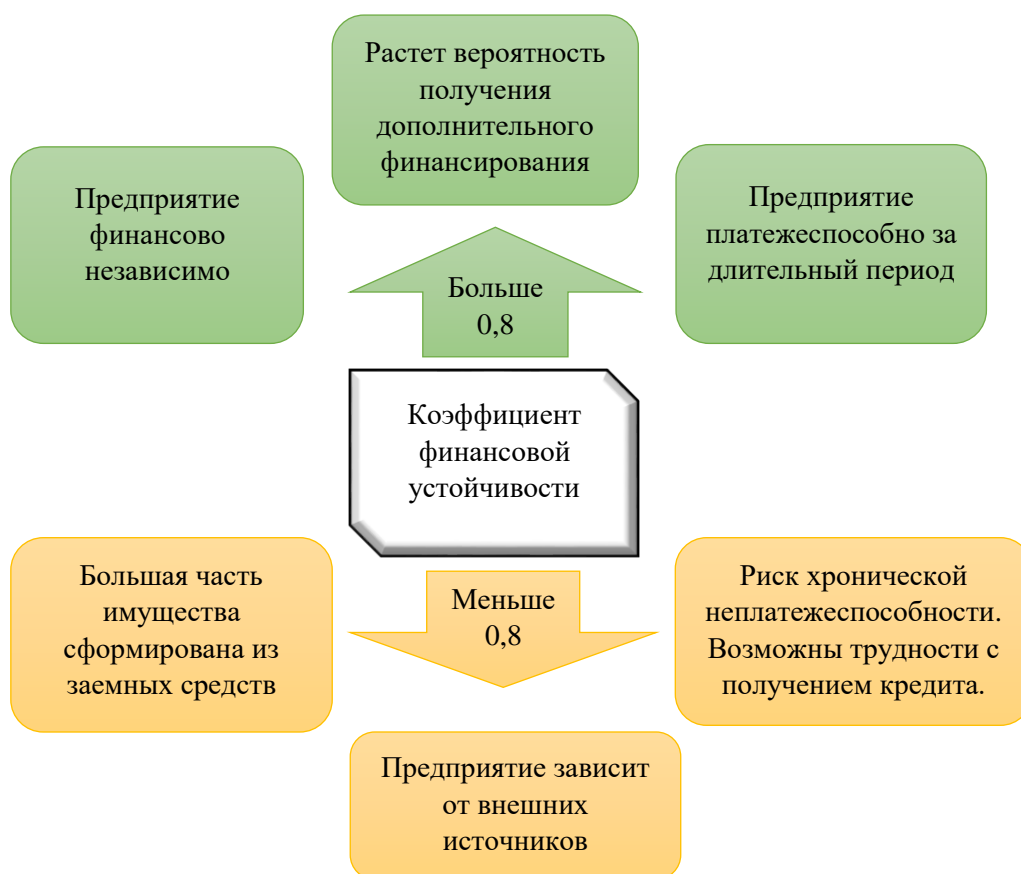 Растет вероятность
получения
дополнительного
финансирования
Предприятие
финансово
независимо
Предприятие
платежеспособно за
длительный период
Больше
0,8
Коэффициент
финансовой
устойчивости
Большая часть
имущества
сформирована из
заемных средств
Меньше
0,8
Риск хронической
неплатежеспособности.
Возможны трудности с
получением кредита.
Предприятие зависит
от внешних
источников